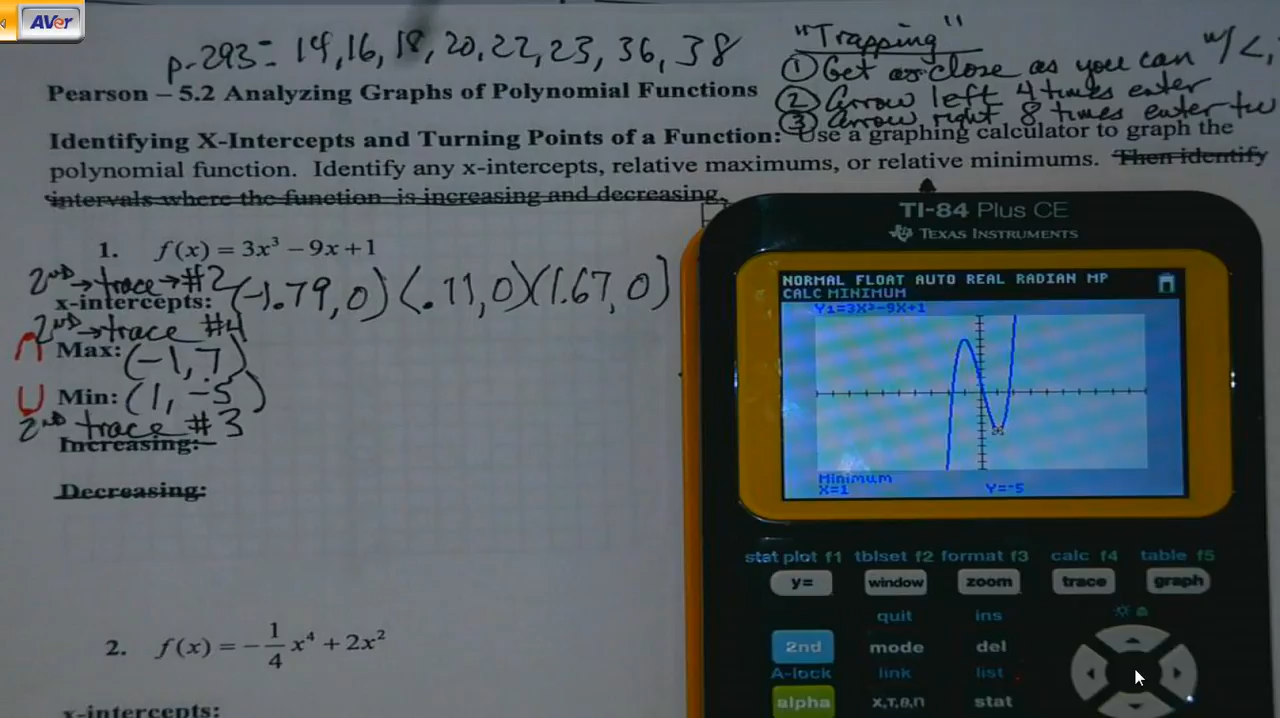 AVer
p.293= 14,16, 18, 20, 22, 23, 36, 38
"Trapping"
① Get as close as you can w/ <,
② Arrow left 4 times enter
③ Arrow right 8 times enter
Pearson – 5.2 Analyzing Graphs of Polynomial Functions
Identifying X-Intercepts and Turning Points of a Function: Use a graphing calculator to graph the
polynomial function. Identify any x-intercepts, relative maximums, or relative minimums. Then identify
intervals where the function is increasing and decreasing.
1. f(x) = 3x³ – 9x + 1
2ND → trace → #2
x-intercepts: (-1.79, 0) (.11, 0) (1.67, 0)
2ND → trace #4
∩ Max: (-1, 7)
∪ Min: (1, -5)
2ND trace #3
Increasing:
Decreasing:
2. f(x) = –1/4 x⁴ + 2x²
x-intercepts:
TI-84 Plus CE
TEXAS INSTRUMENTS
NORMAL FLOAT AUTO REAL RADIAN MP
CALC MINIMUM
Y1=3X³-9X+1
Minimum
X=1 Y=-5
stat plot f1 tblset f2 format f3 calc f4 table f5
y= window zoom trace graph
quit ins
2nd mode del
A-lock link list
alpha X,T,θ,n stat